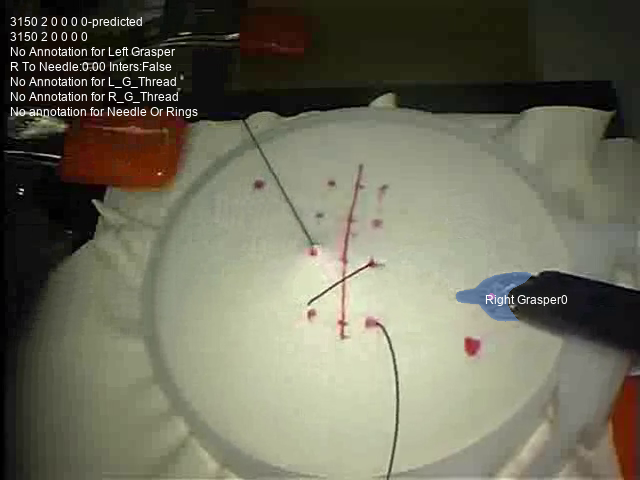 3150 2 0 0 0 0-predicted
3150 2 0 0 0 0
No Annotation for Left Grasper
R To Needle:0.00 Inters:False
No Annotation for L_G_Thread
No Annotation for R_G_Thread
No annotation for Needle Or Rings
Right Grasper0